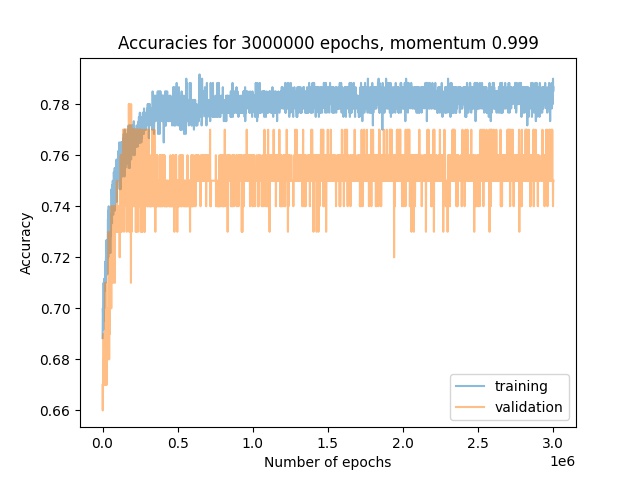 Accuracies for 3000000 epochs, momentum 0.999
Accuracy
0.78
0.76
0.74
0.72
0.70
0.68
0.66
training
validation
0.0 0.5 1.0 1.5 2.0 2.5 3.0
1e6
Number of epochs